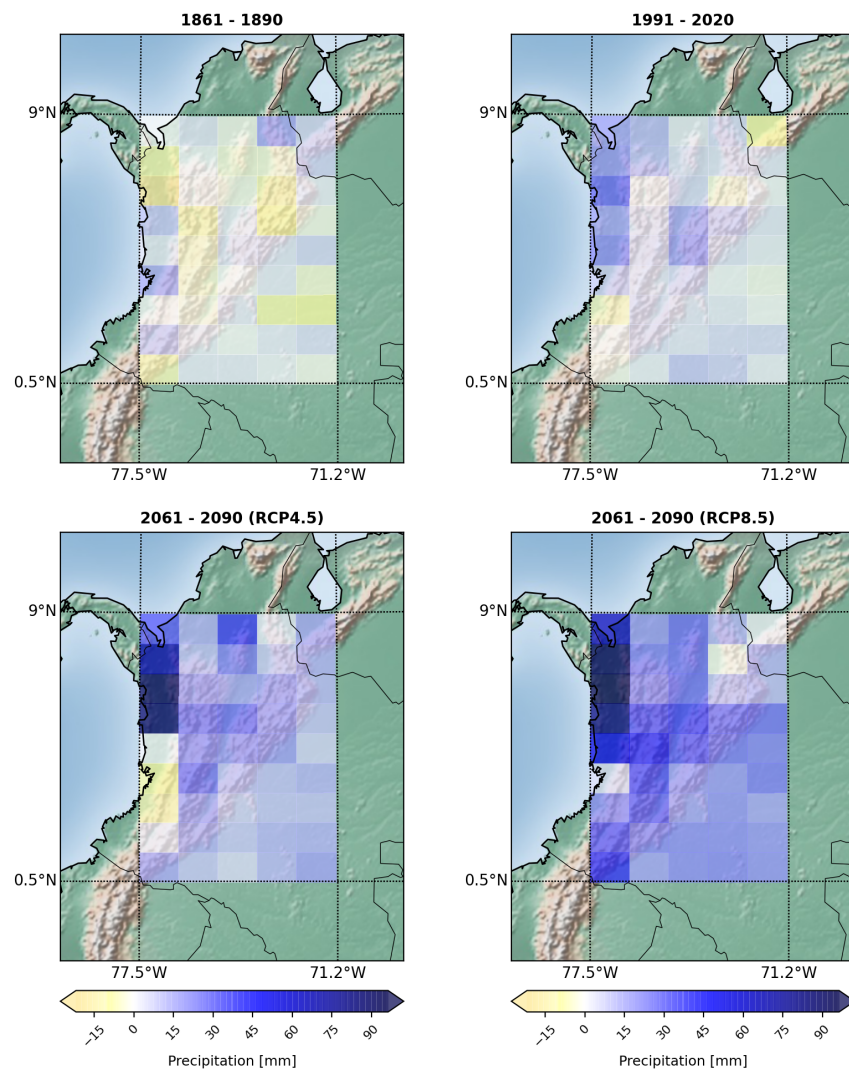 1861 - 1890
1991 - 2020
9°N
9°N
0.5°N
0.5°N
77.5°W
71.2°W
77.5°W
71.2°W
2061 - 2090 (RCP4.5)
2061 - 2090 (RCP8.5)
9°N
9°N
0.5°N
0.5°N
77.5°W
71.2°W
77.5°W
71.2°W
−15 0 15 30 45 60 75 90
−15 0 15 30 45 60 75 90
Precipitation [mm]
Precipitation [mm]